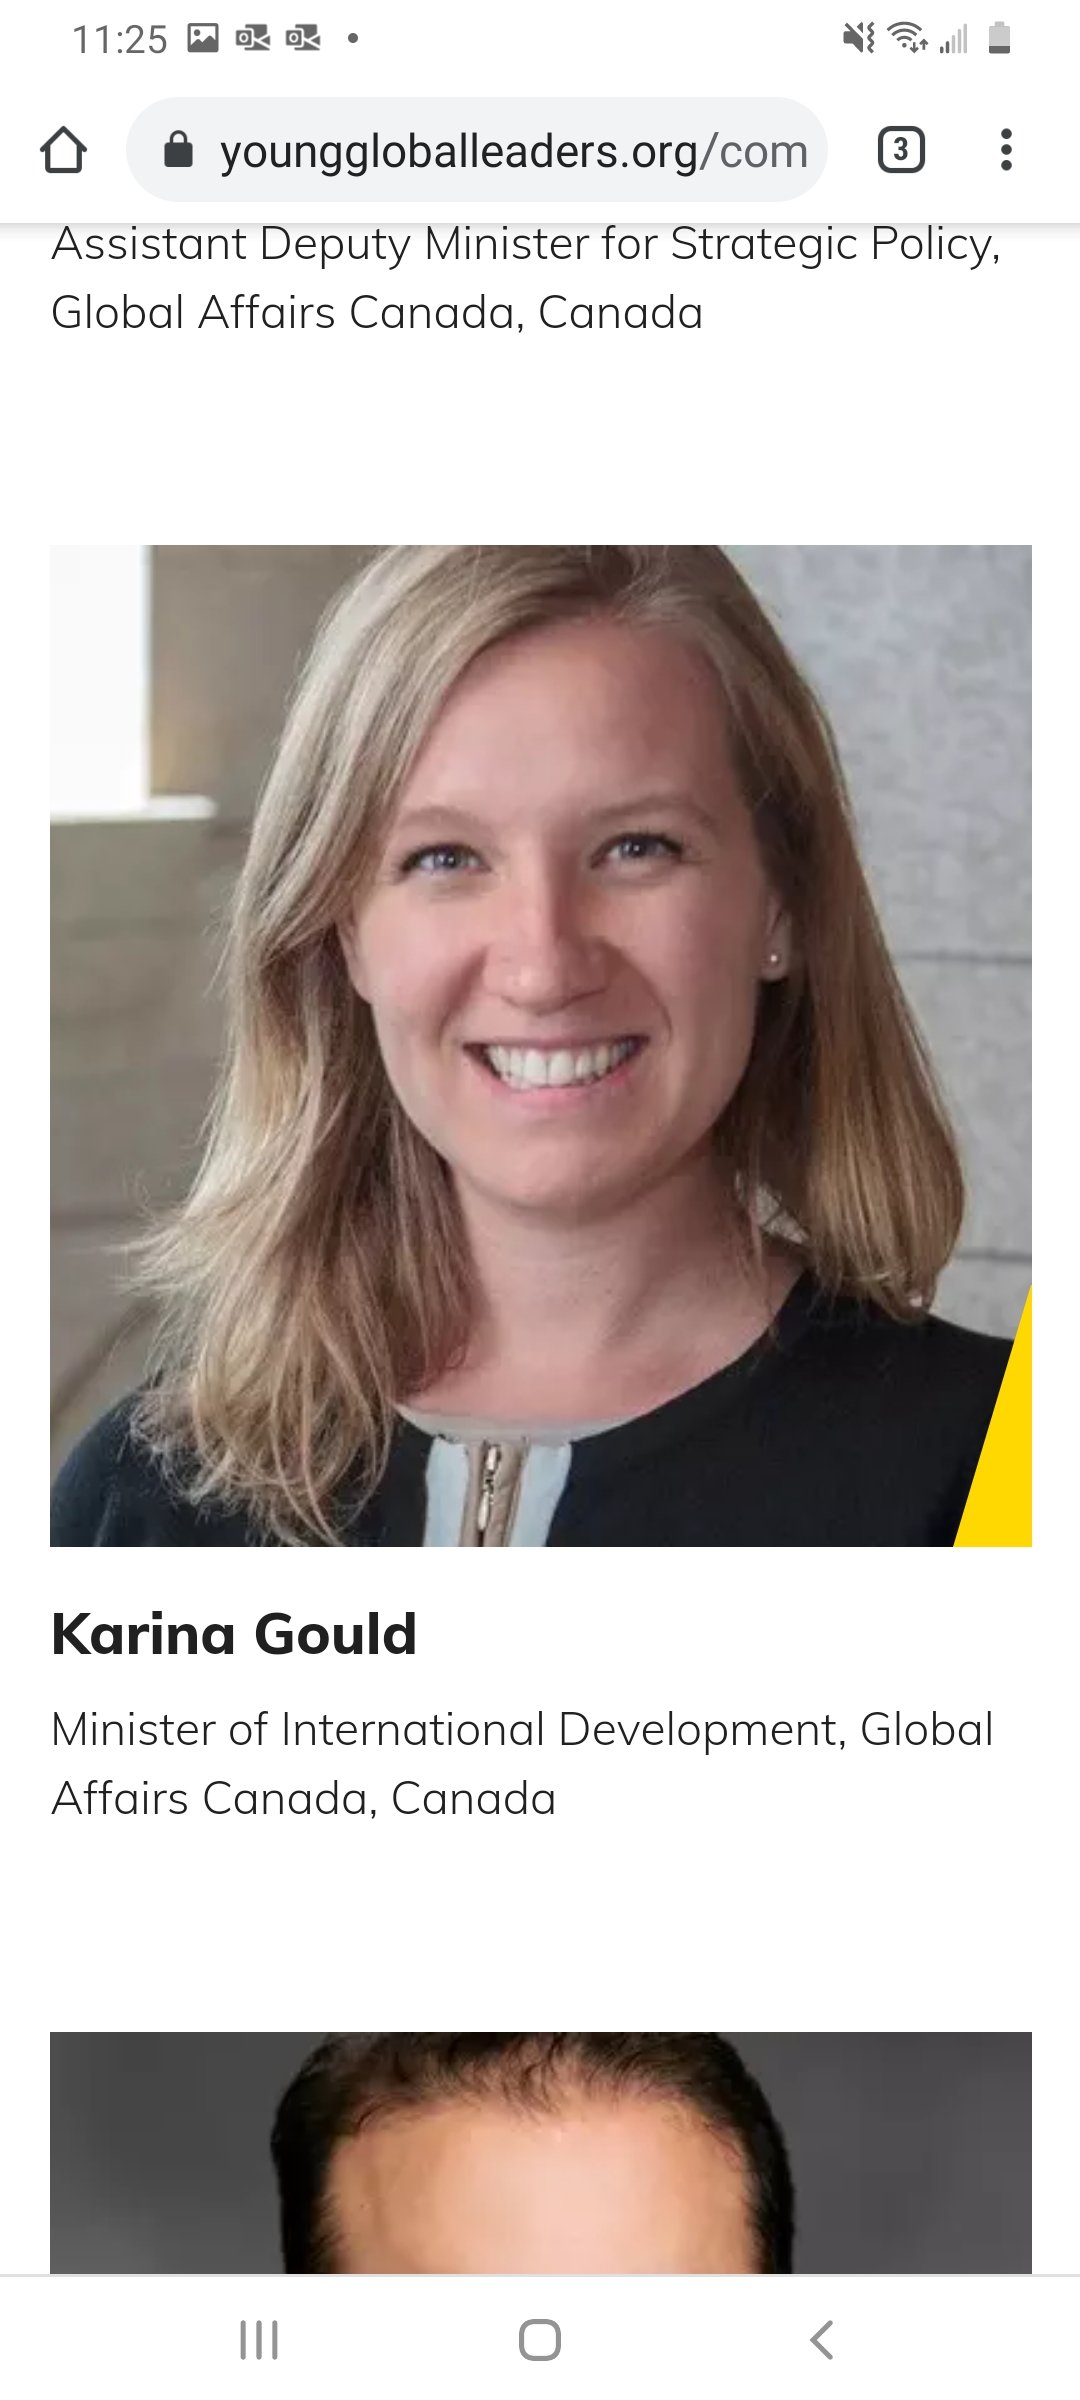 11:25
younggloballeaders.org/com
3
Assistant Deputy Minister for Strategic Policy,
Global Affairs Canada, Canada
Karina Gould
Minister of International Development, Global
Affairs Canada, Canada